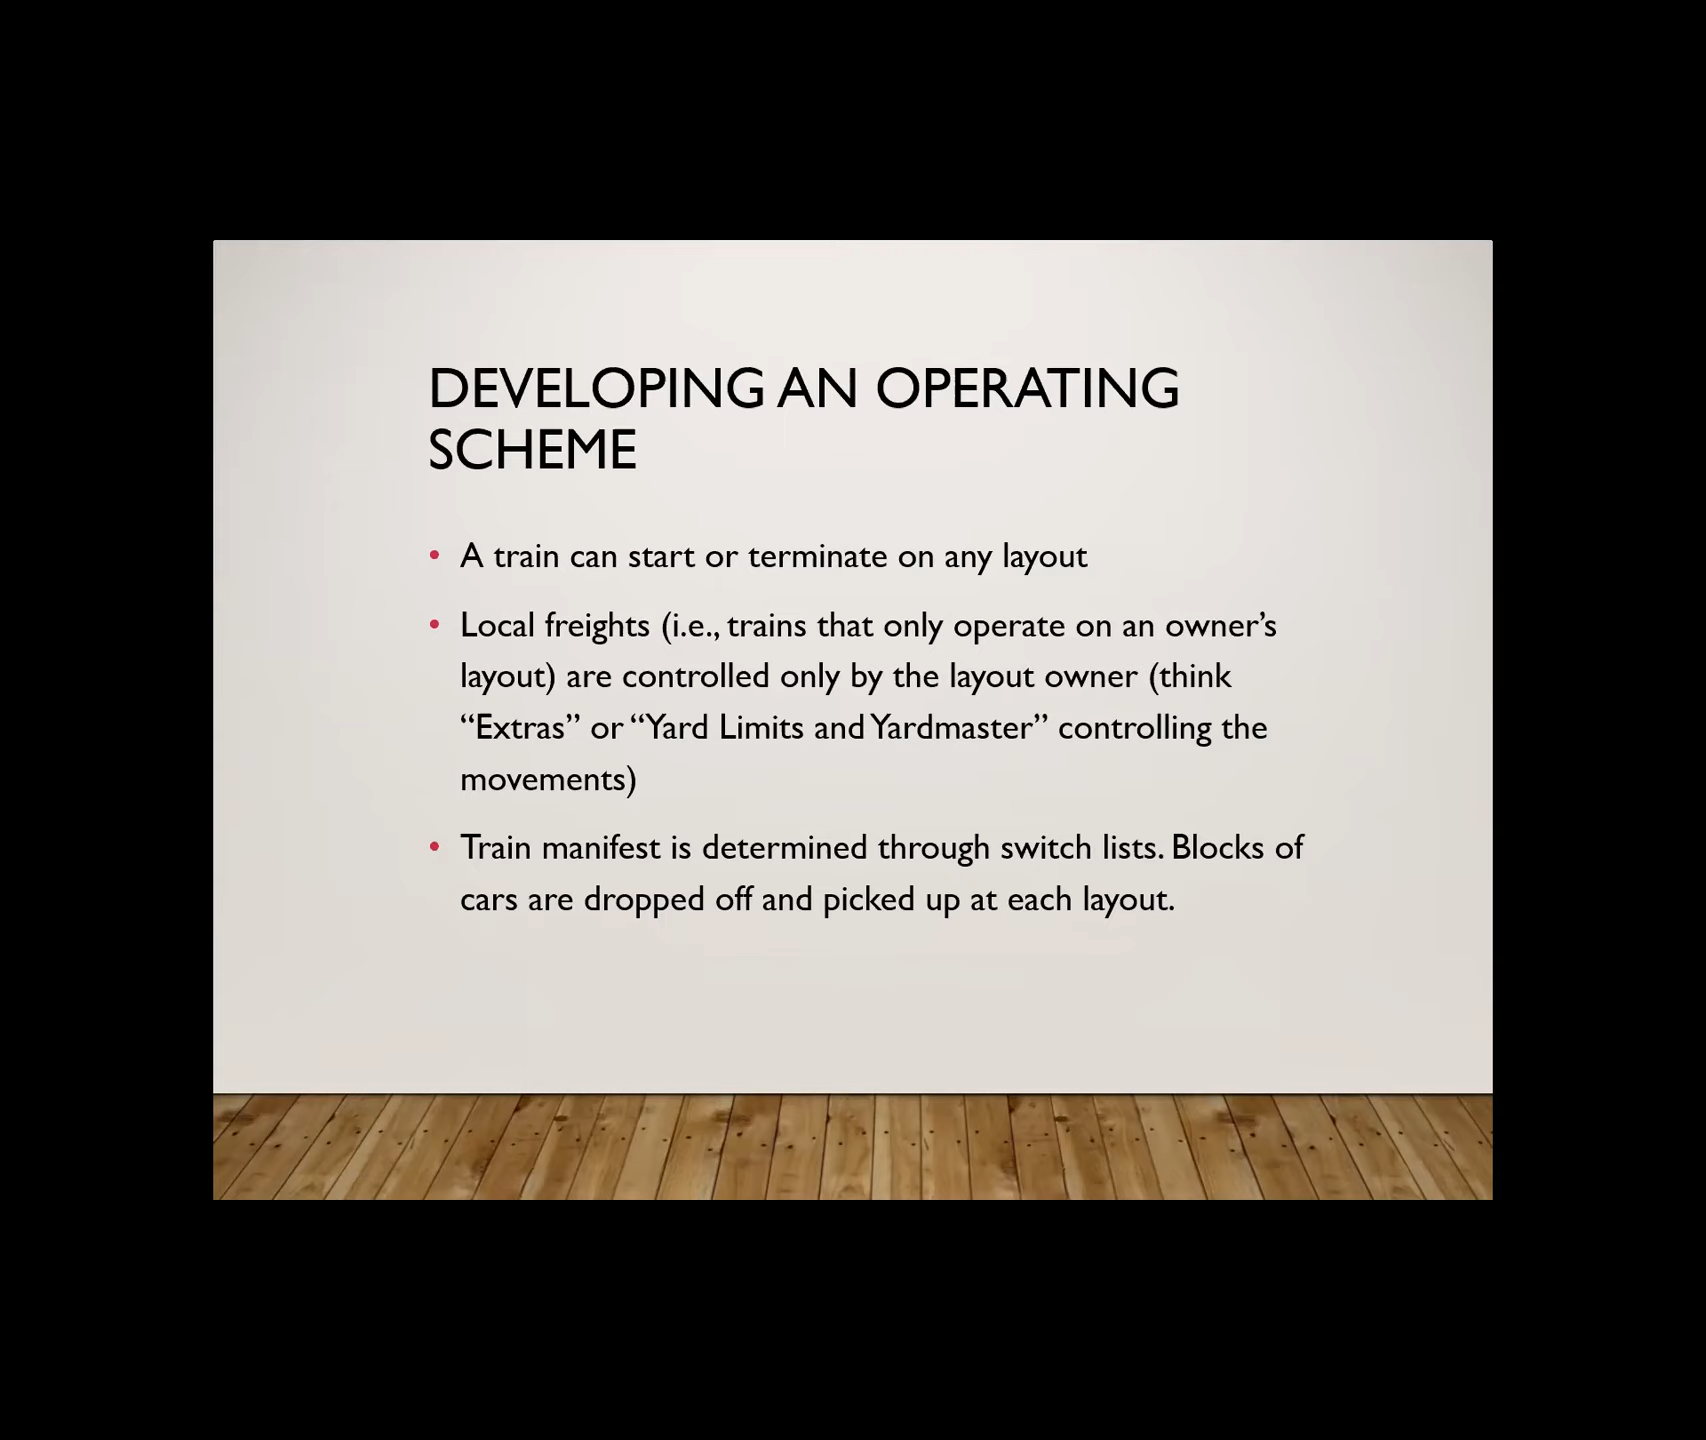 DEVELOPING AN OPERATING
SCHEME
• A train can start or terminate on any layout
• Local freights (i.e., trains that only operate on an owner’s
layout) are controlled only by the layout owner (think
“Extras” or “Yard Limits and Yardmaster” controlling the
movements)
• Train manifest is determined through switch lists. Blocks of
cars are dropped off and picked up at each layout.